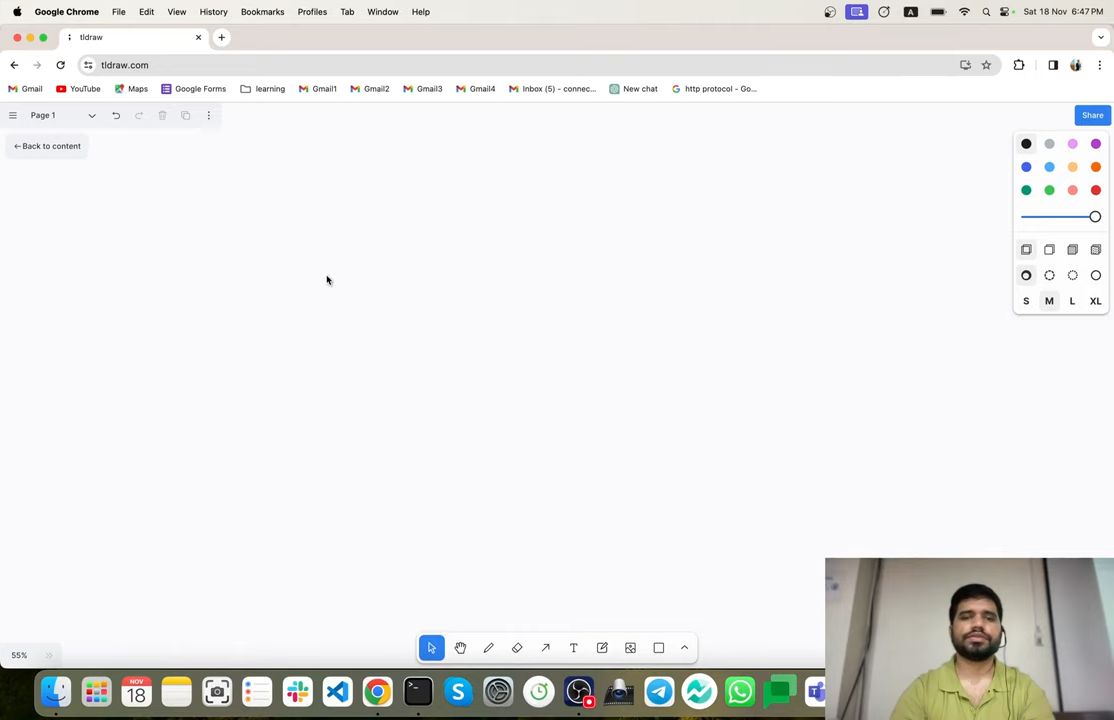 Google Chrome File Edit View History Bookmarks Profiles Tab Window Help A Sat 18 Nov 6:47 PM
tldraw
tldraw.com
Gmail YouTube Maps Google Forms learning Gmail1 Gmail2 Gmail3 Gmail4 Inbox (5) - connec... New chat http protocol - Go...
Page 1
Share
Back to content
S M L XL
T
55%
NOV
18